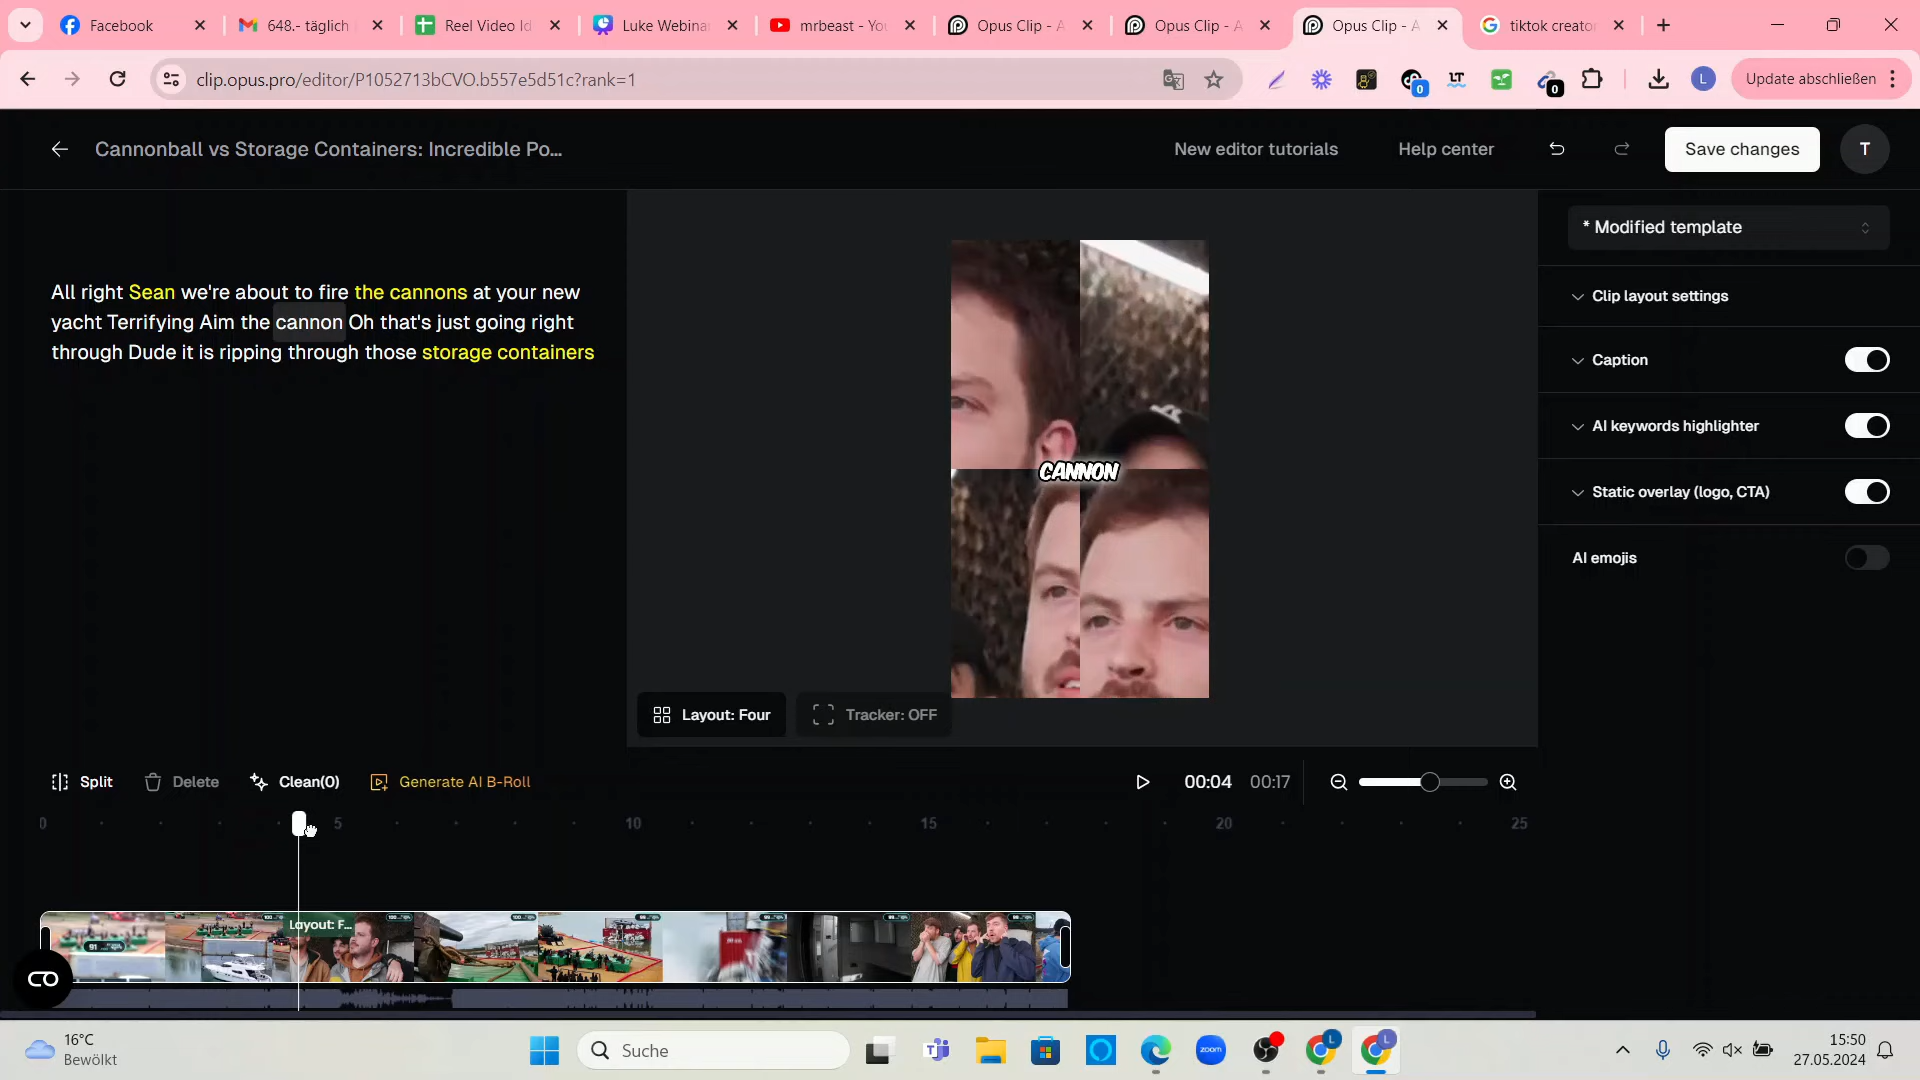 Facebook
648.- täglich
Reel Video Id
Luke Webina
mrbeast - You
Opus Clip - A
Opus Clip - A
Opus Clip - A
tiktok creato
clip.opus.pro/editor/P1052713bCVO.b557e5d51c?rank=1
0
LT
0
L
Update abschließen
Cannonball vs Storage Containers: Incredible Po...
New editor tutorials
Help center
Save changes
T
All right Sean we're about to fire the cannons at your new
yacht Terrifying Aim the cannon Oh that's just going right
through Dude it is ripping through those storage containers
CANNON
* Modified template
Clip layout settings
Caption
AI keywords highlighter
Static overlay (logo, CTA)
AI emojis
Layout: Four
Tracker: OFF
Split
Delete
Clean(0)
Generate AI B-Roll
00:04
00:17
0
5
10
15
20
25
Layout: F...
91
16°C
Bewölkt
Suche
zoom
L
L
15:50
27.05.2024